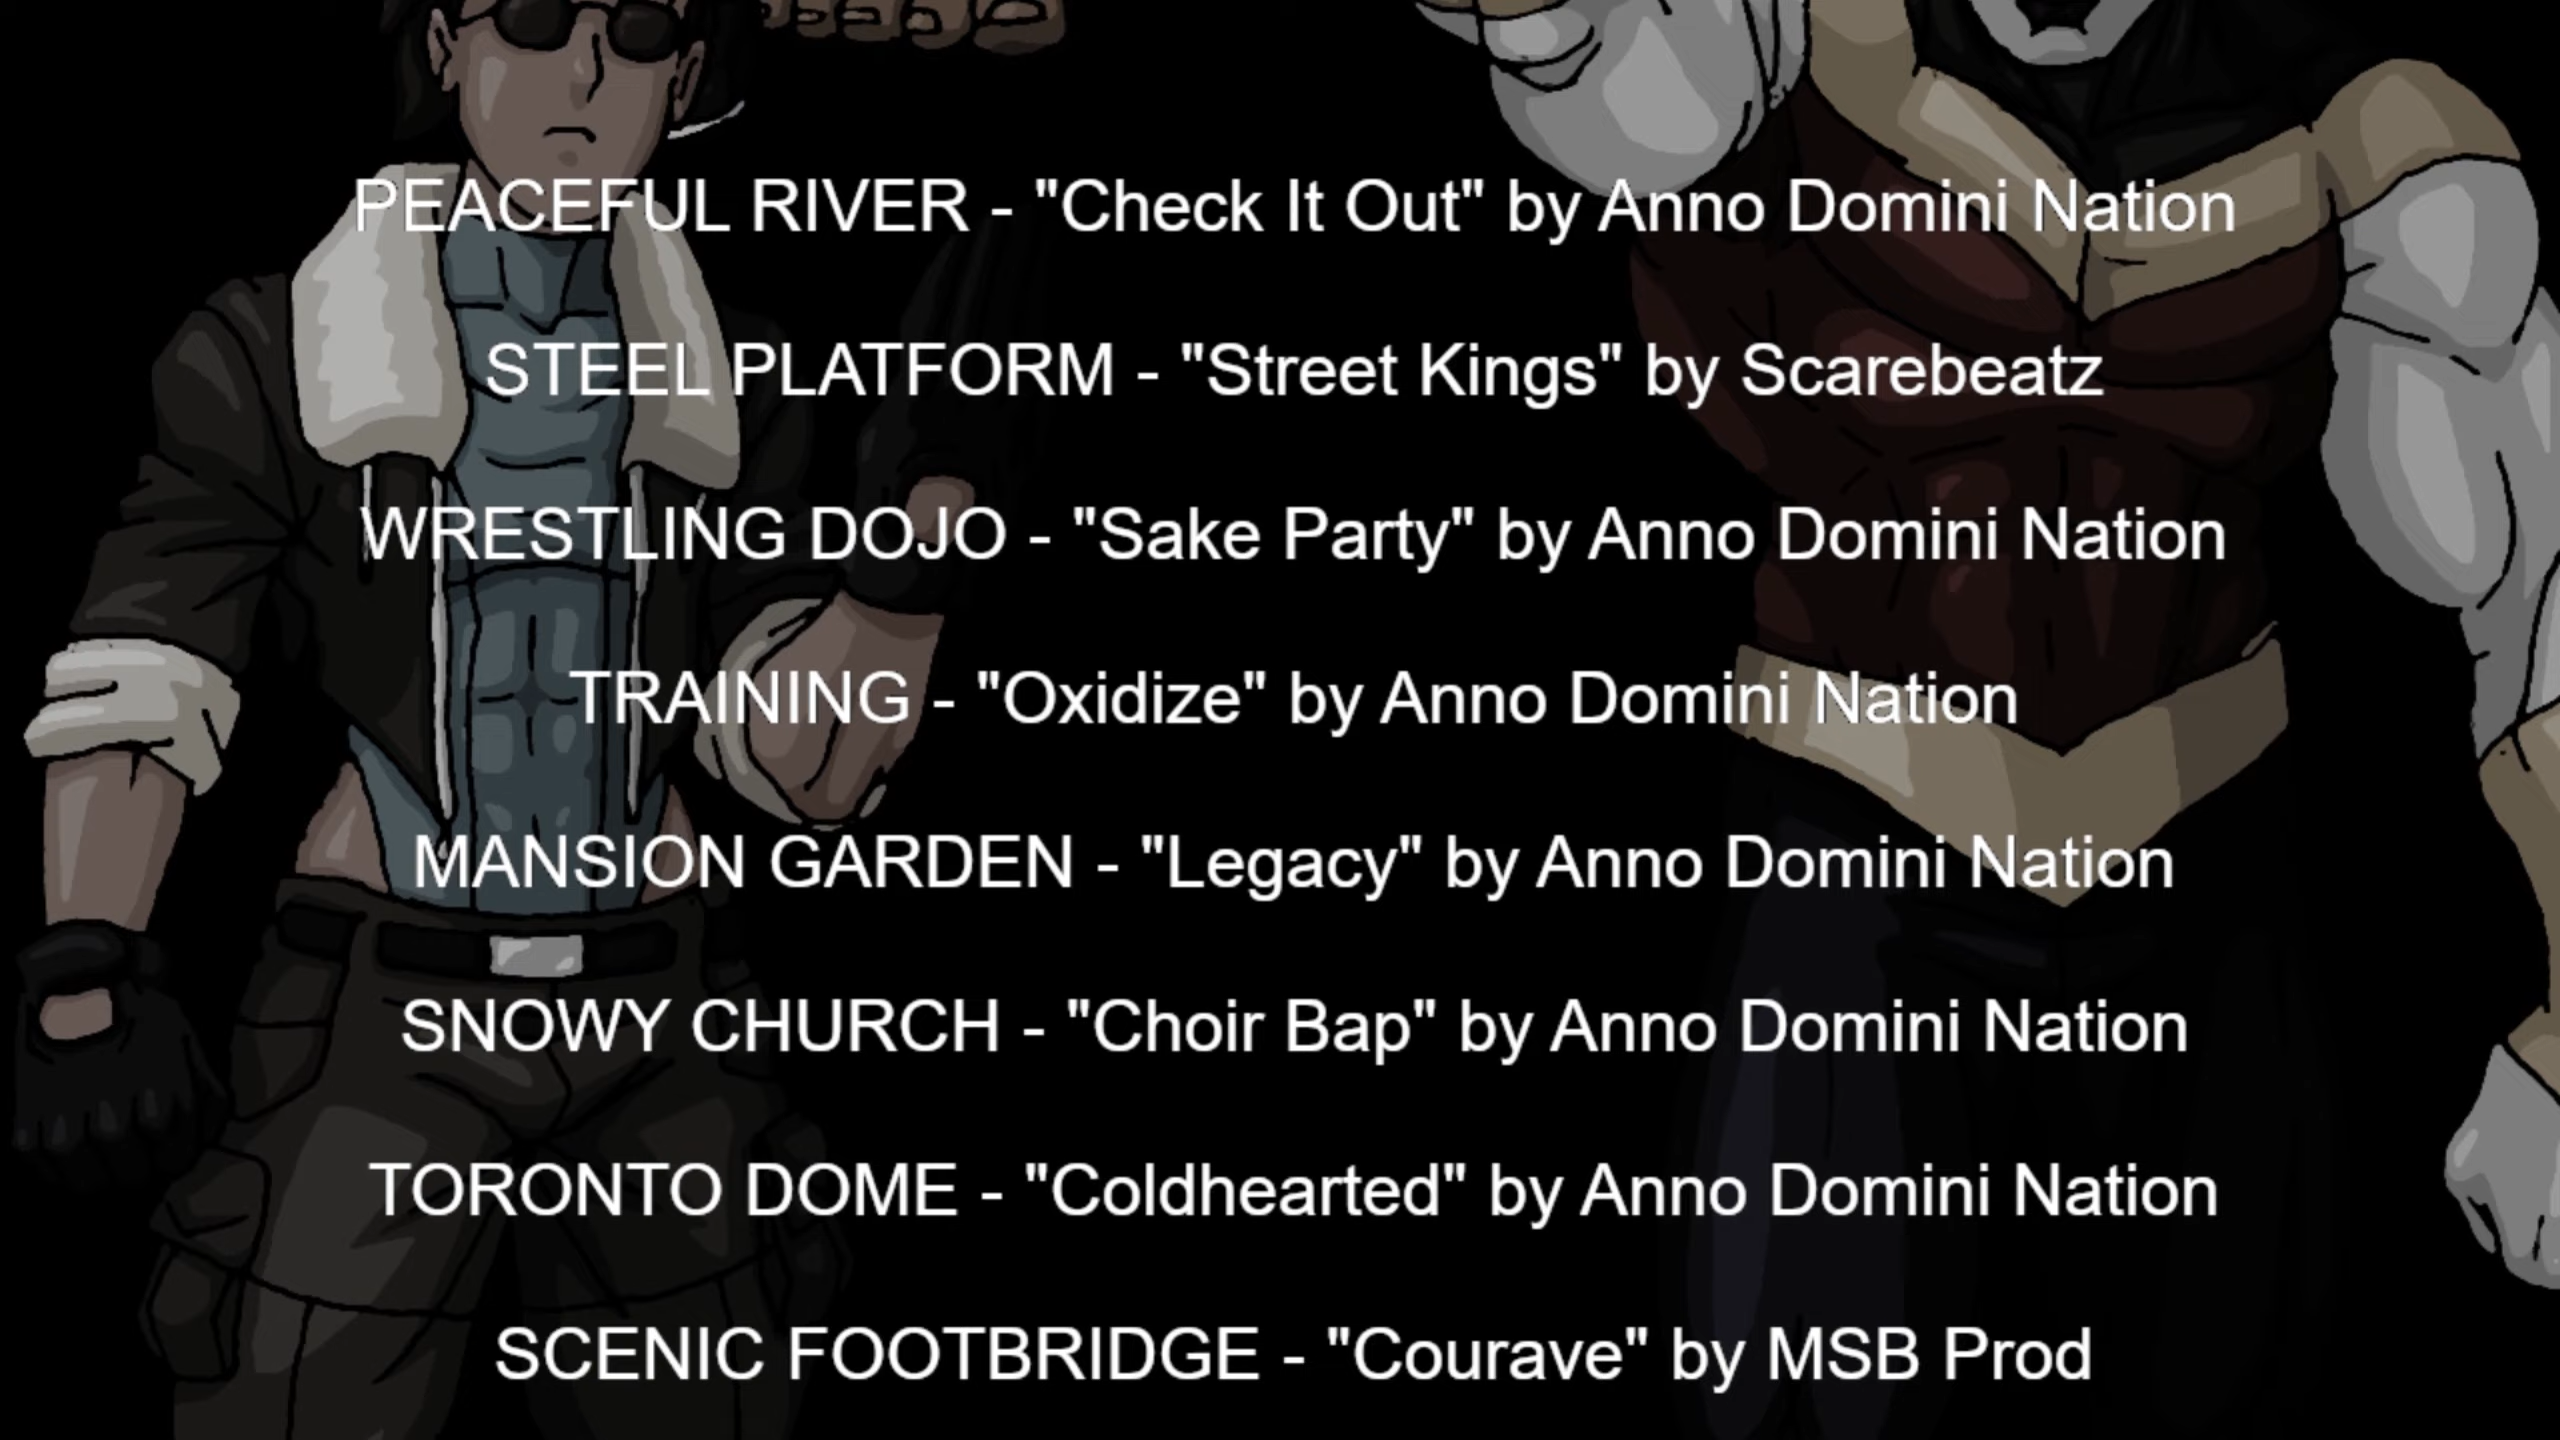 PEACEFUL RIVER - "Check It Out" by Anno Domini Nation
STEEL PLATFORM - "Street Kings" by Scarebeatz
WRESTLING DOJO - "Sake Party" by Anno Domini Nation
TRAINING - "Oxidize" by Anno Domini Nation
MANSION GARDEN - "Legacy" by Anno Domini Nation
SNOWY CHURCH - "Choir Bap" by Anno Domini Nation
TORONTO DOME - "Coldhearted" by Anno Domini Nation
SCENIC FOOTBRIDGE - "Courave" by MSB Prod